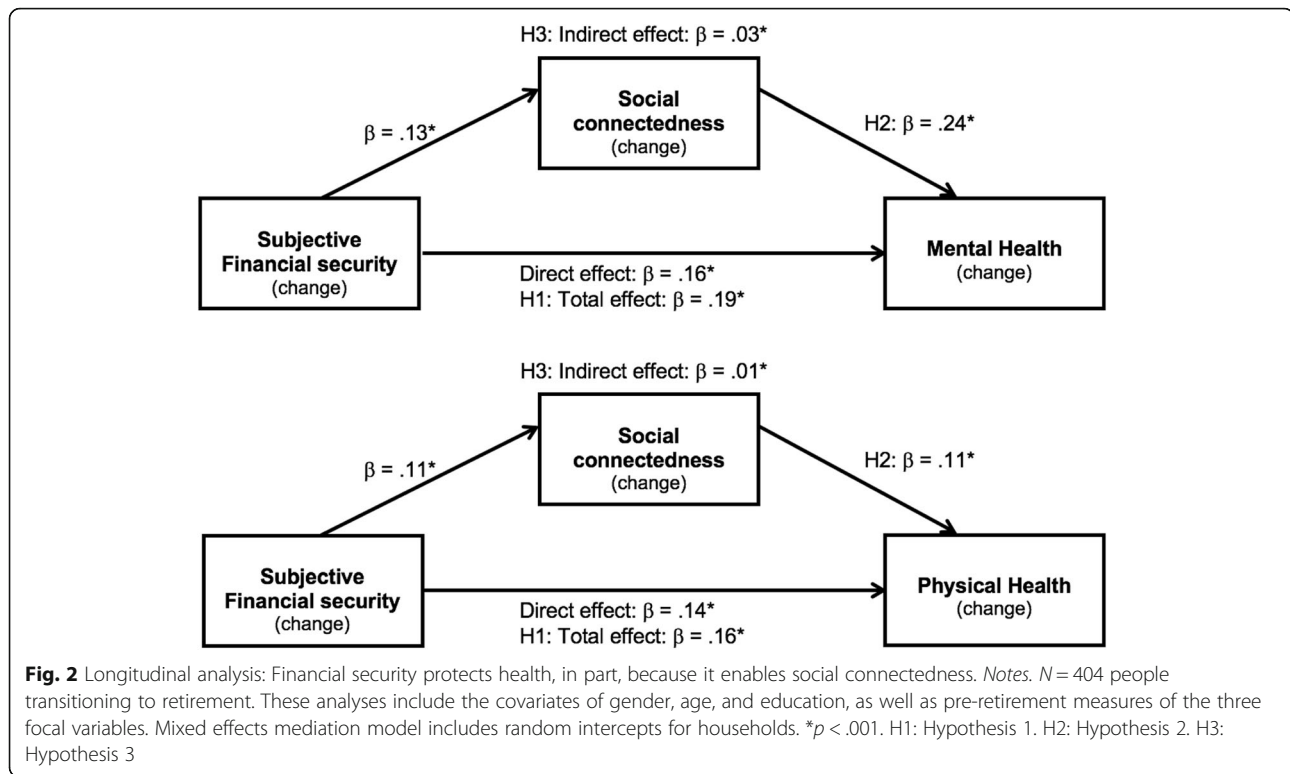 H3: Indirect effect: β = .03*
Social
connectedness
(change)
β = .13*
H2: β = .24*
Subjective
Financial security
(change)
Mental Health
(change)
Direct effect: β = .16*
H1: Total effect: β = .19*
H3: Indirect effect: β = .01*
Social
connectedness
(change)
β = .11*
H2: β = .11*
Subjective
Financial security
(change)
Physical Health
(change)
Direct effect: β = .14*
H1: Total effect: β = .16*
Fig. 2 Longitudinal analysis: Financial security protects health, in part, because it enables social connectedness. Notes. N = 404 people
transitioning to retirement. These analyses include the covariates of gender, age, and education, as well as pre-retirement measures of the three
focal variables. Mixed effects mediation model includes random intercepts for households. *p < .001. H1: Hypothesis 1. H2: Hypothesis 2. H3:
Hypothesis 3